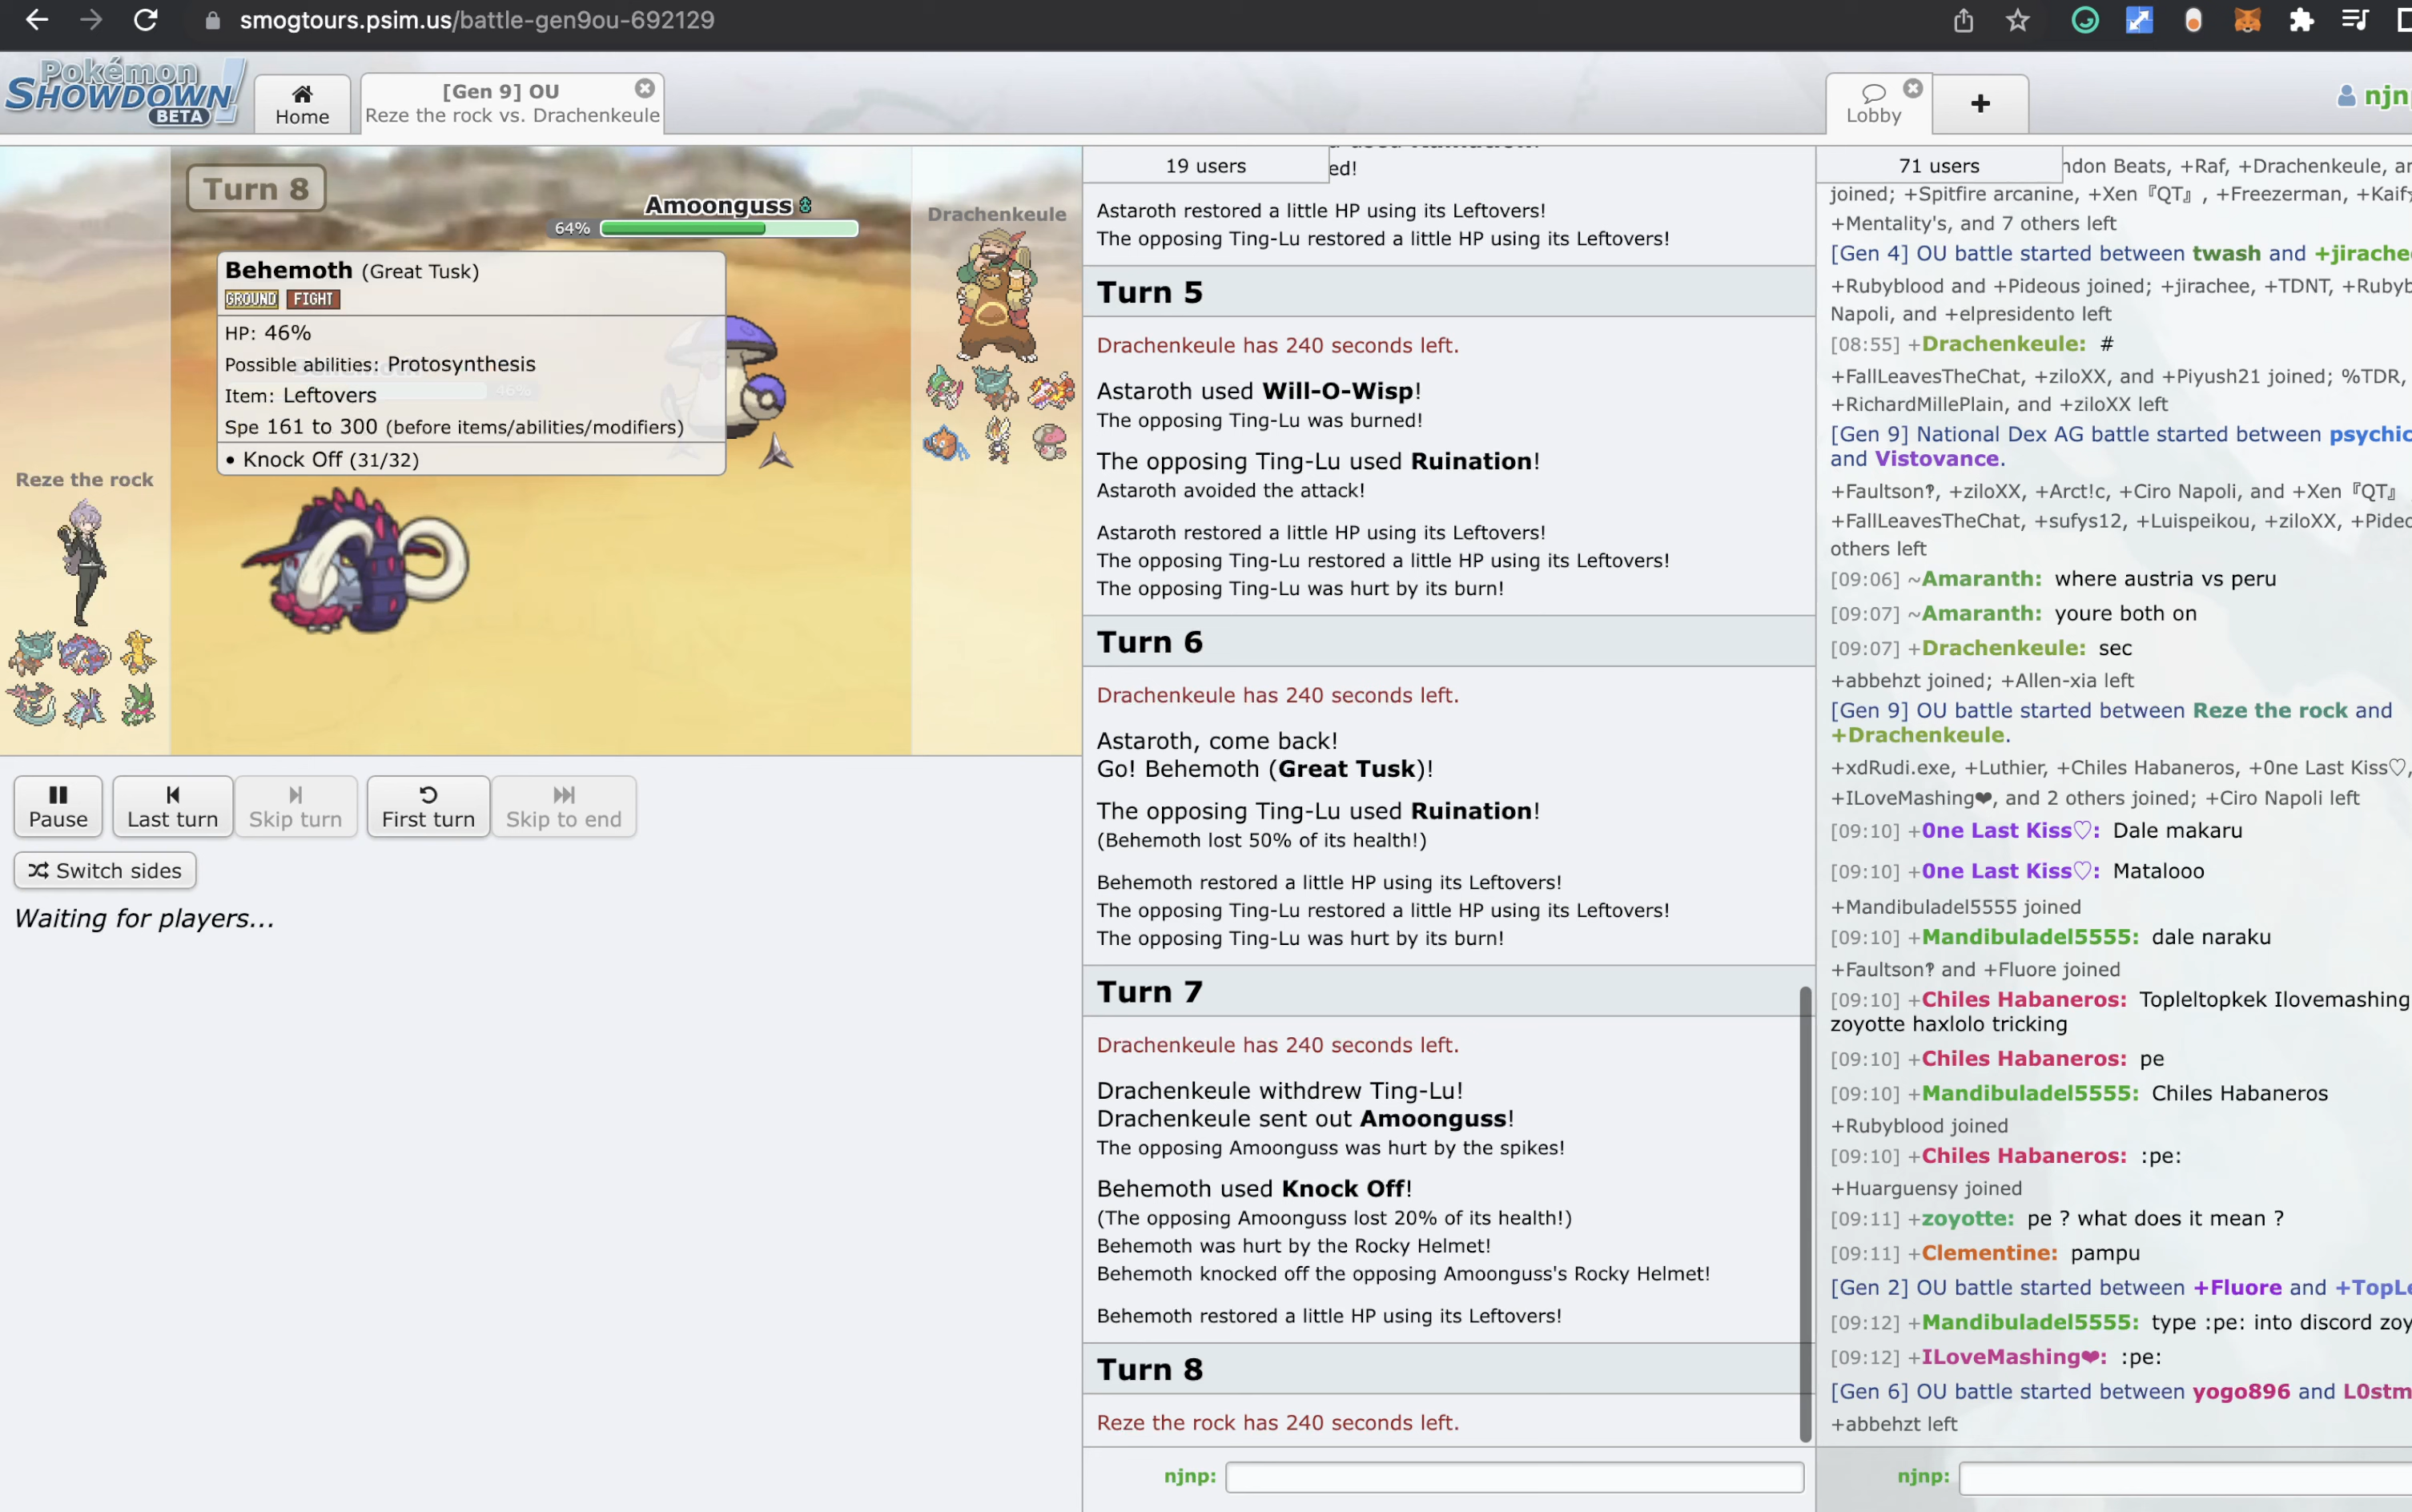 smogtours.psim.us/battle-gen9ou-692129
Pokémon
SHOWDOWN!
BETA
Home
[Gen 9] OU
Reze the rock vs. Drachenkeule
Lobby
njn
Turn 8
Amoonguss
64%
Behemoth (Great Tusk)
GROUND FIGHT
HP: 46%
Possible abilities: Protosynthesis
46%
Item: Leftovers
Spe 161 to 300 (before items/abilities/modifiers)
• Knock Off (31/32)
Drachenkeule
Reze the rock
Pause
Last turn
Skip turn
First turn
Skip to end
Switch sides
Waiting for players...
19 users
ed!
Astaroth restored a little HP using its Leftovers!
The opposing Ting-Lu restored a little HP using its Leftovers!
Turn 5
Drachenkeule has 240 seconds left.
Astaroth used Will-O-Wisp!
The opposing Ting-Lu was burned!
The opposing Ting-Lu used Ruination!
Astaroth avoided the attack!
Astaroth restored a little HP using its Leftovers!
The opposing Ting-Lu restored a little HP using its Leftovers!
The opposing Ting-Lu was hurt by its burn!
Turn 6
Drachenkeule has 240 seconds left.
Astaroth, come back!
Go! Behemoth (Great Tusk)!
The opposing Ting-Lu used Ruination!
(Behemoth lost 50% of its health!)
Behemoth restored a little HP using its Leftovers!
The opposing Ting-Lu restored a little HP using its Leftovers!
The opposing Ting-Lu was hurt by its burn!
Turn 7
Drachenkeule has 240 seconds left.
Drachenkeule withdrew Ting-Lu!
Drachenkeule sent out Amoonguss!
The opposing Amoonguss was hurt by the spikes!
Behemoth used Knock Off!
(The opposing Amoonguss lost 20% of its health!)
Behemoth was hurt by the Rocky Helmet!
Behemoth knocked off the opposing Amoonguss's Rocky Helmet!
Behemoth restored a little HP using its Leftovers!
Turn 8
Reze the rock has 240 seconds left.
njnp:
71 users
ndon Beats, +Raf, +Drachenkeule, an
joined; +Spitfire arcanine, +Xen『QT』, +Freezerman, +Kaif
+Mentality's, and 7 others left
[Gen 4] OU battle started between twash and +jirache
+Rubyblood and +Pideous joined; +jirachee, +TDNT, +Rubyb
Napoli, and +elpresidento left
[08:55] +Drachenkeule: #
+FallLeavesTheChat, +ziloXX, and +Piyush21 joined; %TDR,
+RichardMillePlain, and +ziloXX left
[Gen 9] National Dex AG battle started between psychic
and Vistovance.
+Faultson‽, +ziloXX, +Arct!c, +Ciro Napoli, and +Xen『QT』
+FallLeavesTheChat, +sufys12, +Luispeikou, +ziloXX, +Pideo
others left
[09:06] ~Amaranth: where austria vs peru
[09:07] ~Amaranth: youre both on
[09:07] +Drachenkeule: sec
+abbehzt joined; +Allen-xia left
[Gen 9] OU battle started between Reze the rock and
+Drachenkeule.
+xdRudi.exe, +Luthier, +Chiles Habaneros, +0ne Last Kiss♡,
+ILoveMashing❤, and 2 others joined; +Ciro Napoli left
[09:10] +0ne Last Kiss♡: Dale makaru
[09:10] +0ne Last Kiss♡: Matalooo
+Mandibuladel5555 joined
[09:10] +Mandibuladel5555: dale naraku
+Faultson‽ and +Fluore joined
[09:10] +Chiles Habaneros: Topleltopkek Ilovemashing
zoyotte haxlolo tricking
[09:10] +Chiles Habaneros: pe
[09:10] +Mandibuladel5555: Chiles Habaneros
+Rubyblood joined
[09:10] +Chiles Habaneros: :pe:
+Huarguensy joined
[09:11] +zoyotte: pe ? what does it mean ?
[09:11] +Clementine: pampu
[Gen 2] OU battle started between +Fluore and +TopLe
[09:12] +Mandibuladel5555: type :pe: into discord zoy
[09:12] +ILoveMashing❤: :pe:
[Gen 6] OU battle started between yogo896 and L0stm
+abbehzt left
njnp: